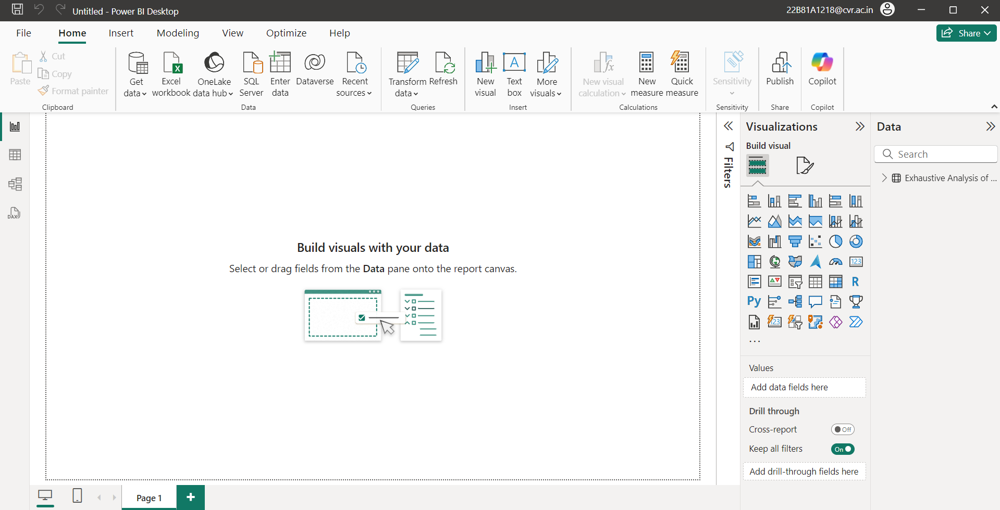 Untitled - Power BI Desktop
22B81A1218@cvr.ac.in
File Home Insert Modeling View Optimize Help
Share
Paste
Cut
Copy
Format painter
Clipboard
Get data
Excel workbook
OneLake data hub
SQL Server
Enter data
Dataverse
Recent sources
Data
Transform data
Refresh
Queries
New visual
Text box
More visuals
Insert
New visual calculation
New measure
Quick measure
Calculations
Sensitivity
Sensitivity
Publish
Share
Copilot
Copilot
DAX
Build visuals with your data
Select or drag fields from the Data pane onto the report canvas.
Filters
Visualizations
Build visual
123
R
Py
123
...
Values
Add data fields here
Drill through
Cross-report
Off
Keep all filters
On
Add drill-through fields here
Data
Search
Exhaustive Analysis of ...
Page 1